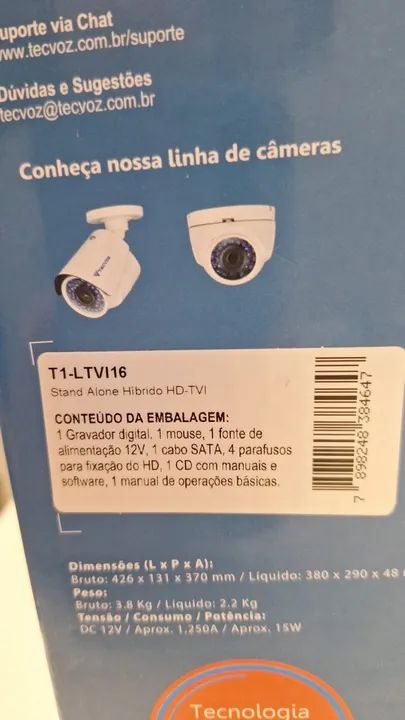 uporte via Chat
www.tecvoz.com.br/suporte
Dúvidas e Sugestões
tecvoz@tecvoz.com.br
Conheça nossa linha de câmeras
TECVOZ
T1-LTVI16
Stand Alone Híbrido HD-TVI
CONTEÚDO DA EMBALAGEM:
1 Gravador digital, 1 mouse, 1 fonte de
alimentação 12V, 1 cabo SATA, 4 parafusos
para fixação do HD, 1 CD com manuais e
software, 1 manual de operações básicas.
7 898248 384647
Dimensões (L x P x A):
Bruto: 426 x 131 x 370 mm / Líquido: 380 x 290 x 48
Peso:
Bruto: 3.8 Kg / Líquido: 2.2 Kg
Tensão / Consumo / Potência:
DC 12V / Aprox. 1,250A / Aprox. 15W
Tecnologia